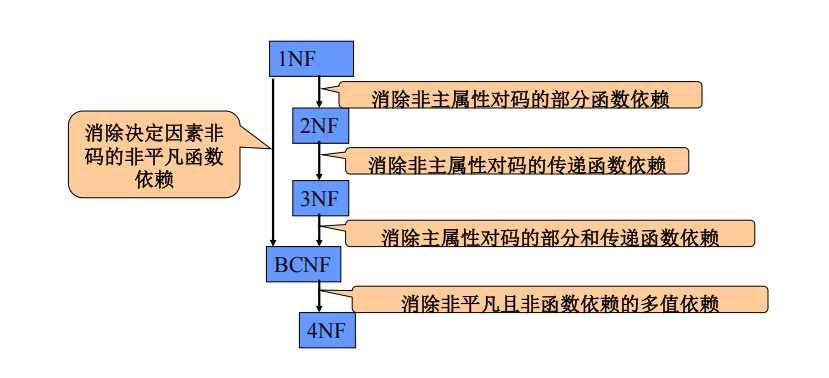 1NF
消除非主属性对码的部分函数依赖
消除决定因素非
码的非平凡函数
依赖
2NF
消除非主属性对码的传递函数依赖
3NF
消除主属性对码的部分和传递函数依赖
BCNF
消除非平凡且非函数依赖的多值依赖
4NF